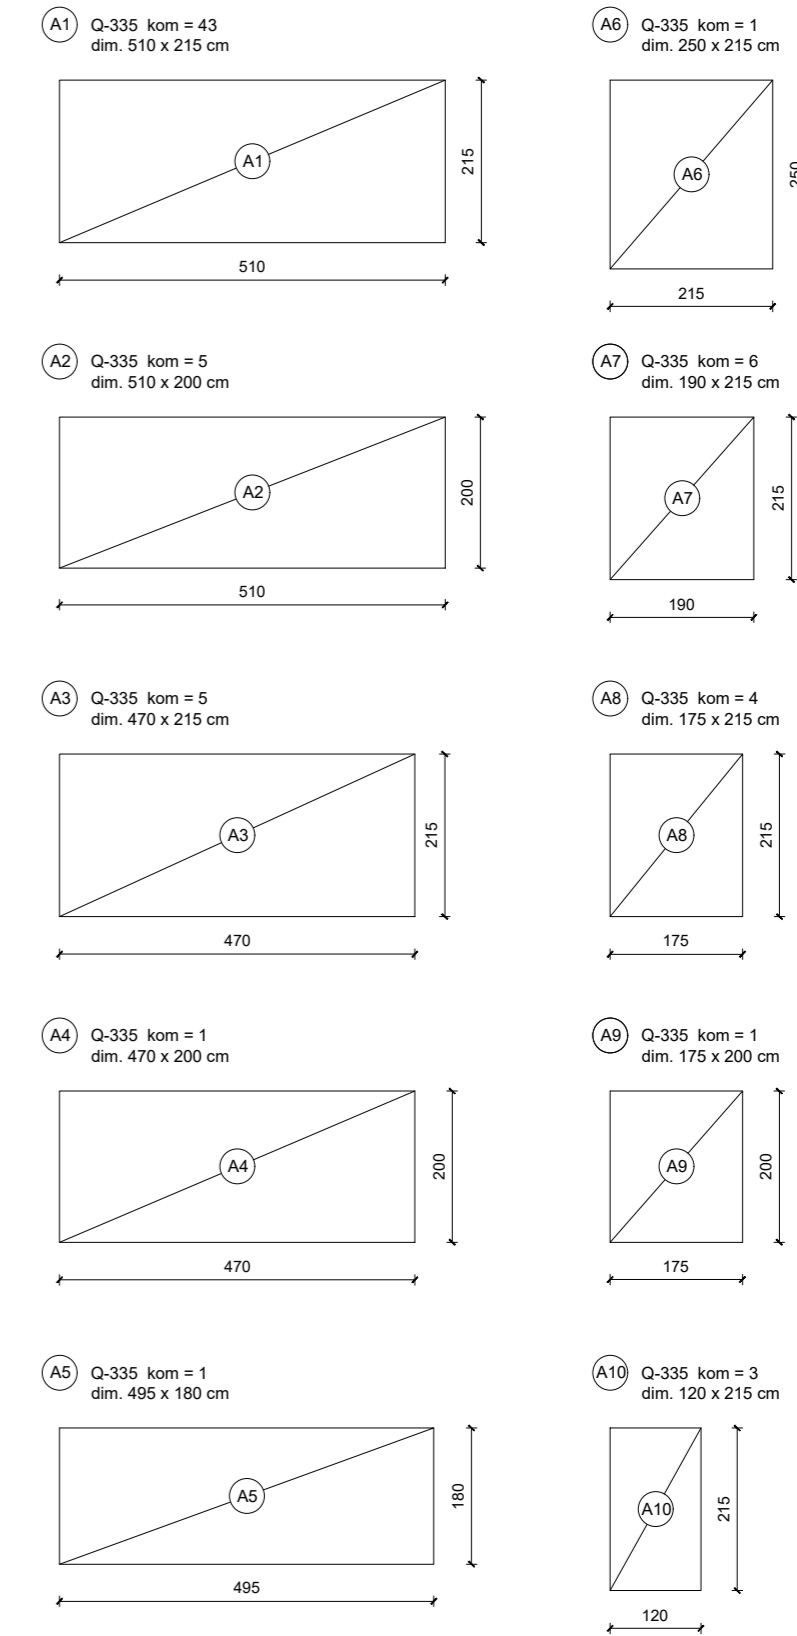 A1 Q-335 kom = 43
dim. 510 x 215 cm
A1
215
510
A2 Q-335 kom = 5
dim. 510 x 200 cm
A2
200
510
A3 Q-335 kom = 5
dim. 470 x 215 cm
A3
215
470
A4 Q-335 kom = 1
dim. 470 x 200 cm
A4
200
470
A5 Q-335 kom = 1
dim. 495 x 180 cm
A5
180
495
A6 Q-335 kom = 1
dim. 250 x 215 cm
A6
250
215
A7 Q-335 kom = 6
dim. 190 x 215 cm
A7
215
190
A8 Q-335 kom = 4
dim. 175 x 215 cm
A8
215
175
A9 Q-335 kom = 1
dim. 175 x 200 cm
A9
200
175
A10 Q-335 kom = 3
dim. 120 x 215 cm
A10
215
120